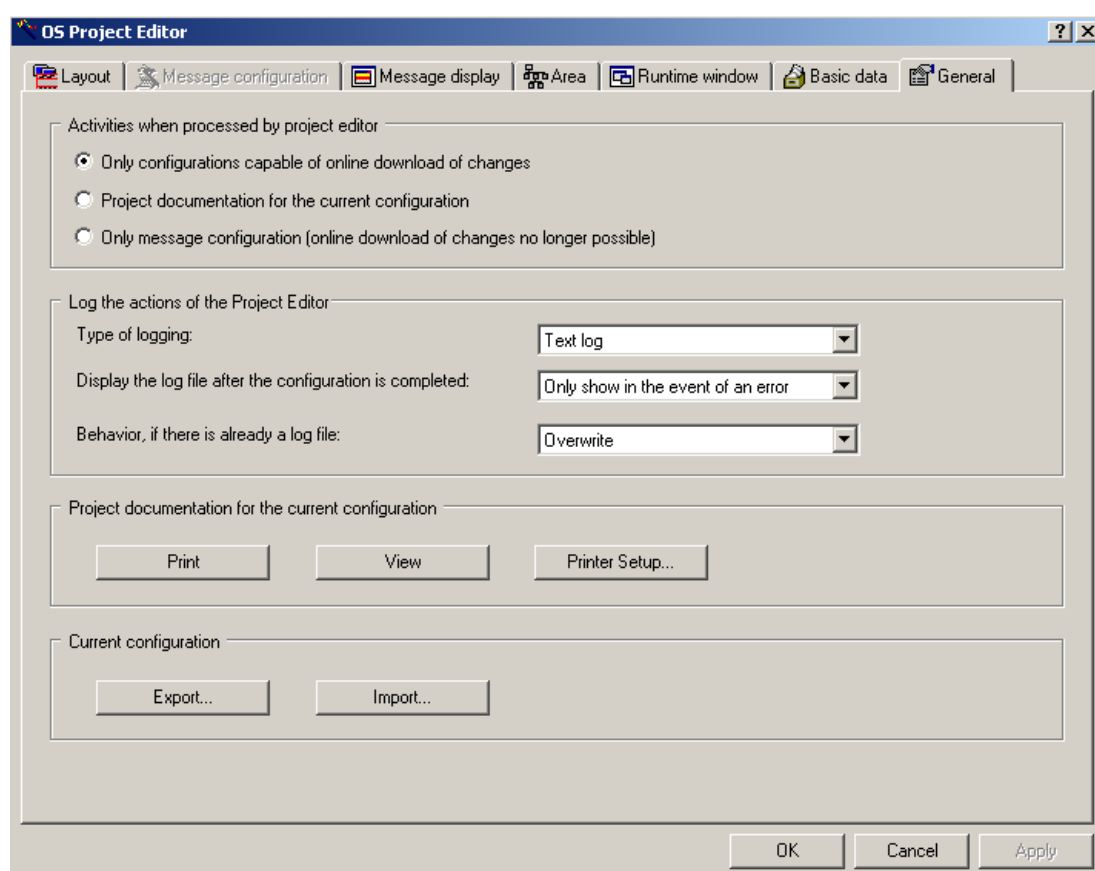 OS Project Editor
Layout Message configuration Message display Area Runtime window Basic data General
Activities when processed by project editor
Only configurations capable of online download of changes
Project documentation for the current configuration
Only message configuration (online download of changes no longer possible)
Log the actions of the Project Editor
Type of logging: Text log
Display the log file after the configuration is completed: Only show in the event of an error
Behavior, if there is already a log file: Overwrite
Project documentation for the current configuration
Print View Printer Setup...
Current configuration
Export... Import...
OK Cancel Apply